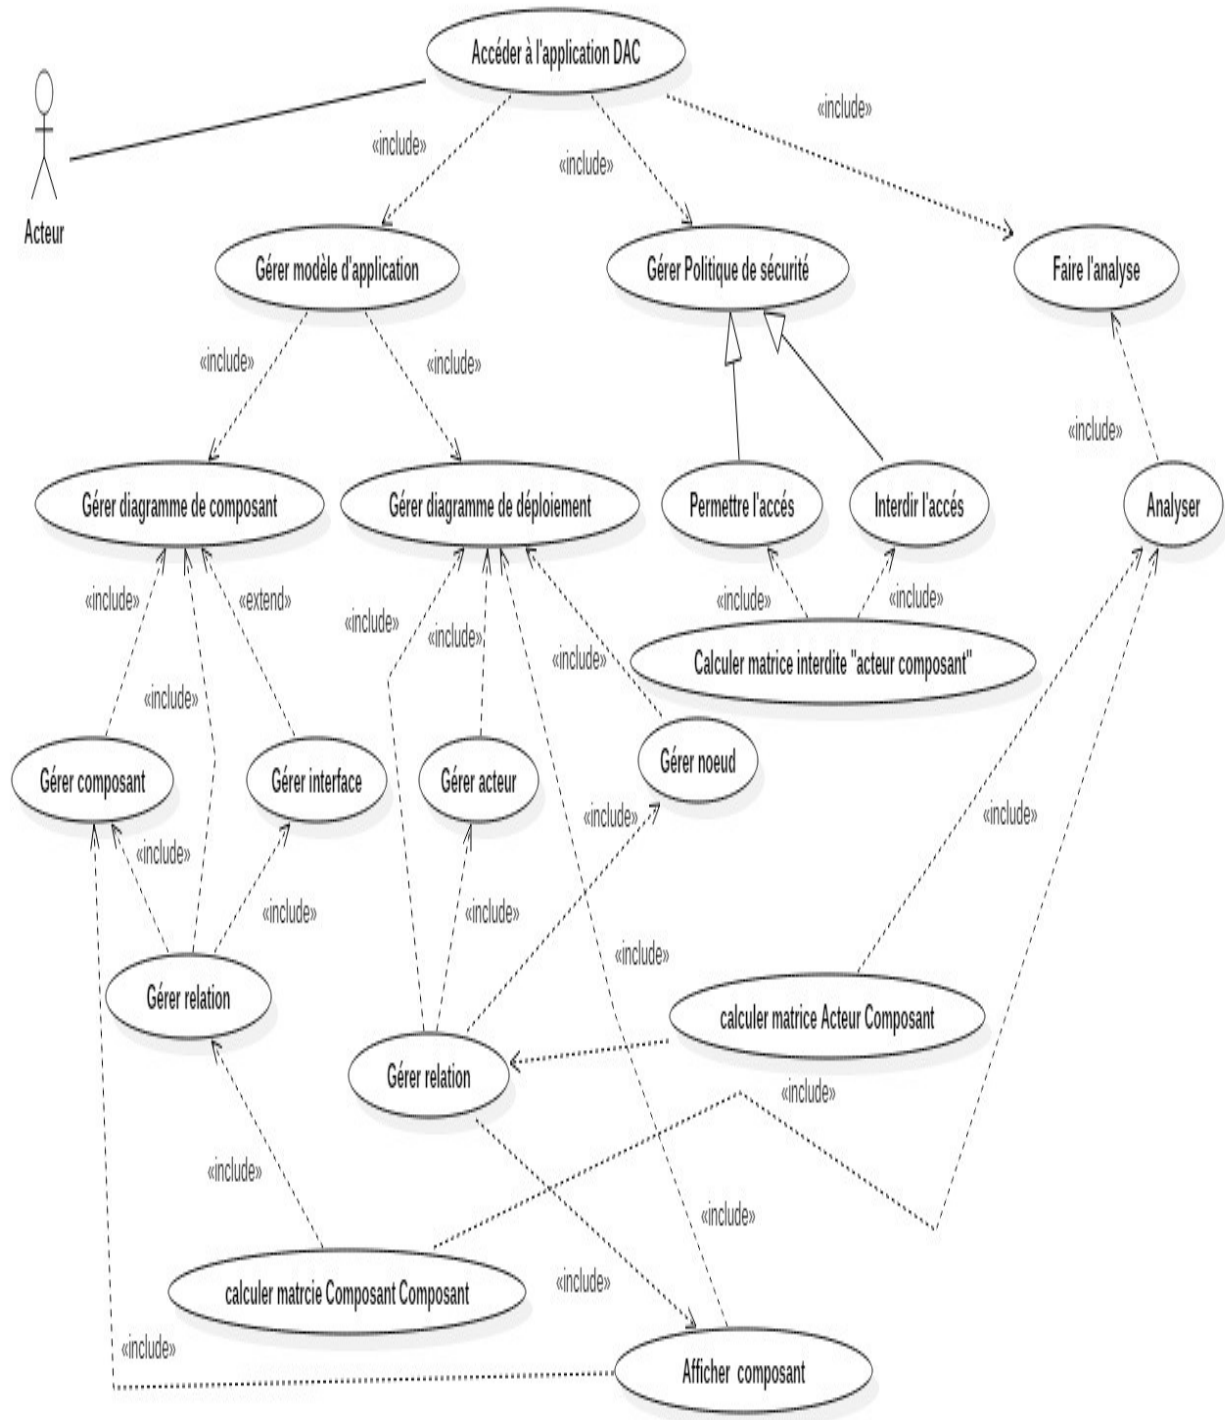 Accéder à l'application DAC
«include»
«include»
«include»
Acteur
Gérer modèle d'application
Gérer Politique de sécurité
Faire l'analyse
«include»
«include»
«include»
Gérer diagramme de composant
Gérer diagramme de déploiement
Permettre l'accés
Interdir l'accés
Analyser
«include»
«extend»
«include»
«include»
«include»
«include»
Calculer matrice interdite "acteur composant"
«include»
«include»
Gérer composant
Gérer interface
Gérer acteur
Gérer noeud
«include»
«include»
«include»
«include»
«include»
«include»
Gérer relation
calculer matrice Acteur Composant
Gérer relation
«include»
«include»
«include»
«include»
calculer matrcie Composant Composant
«include»
«include»
Afficher composant